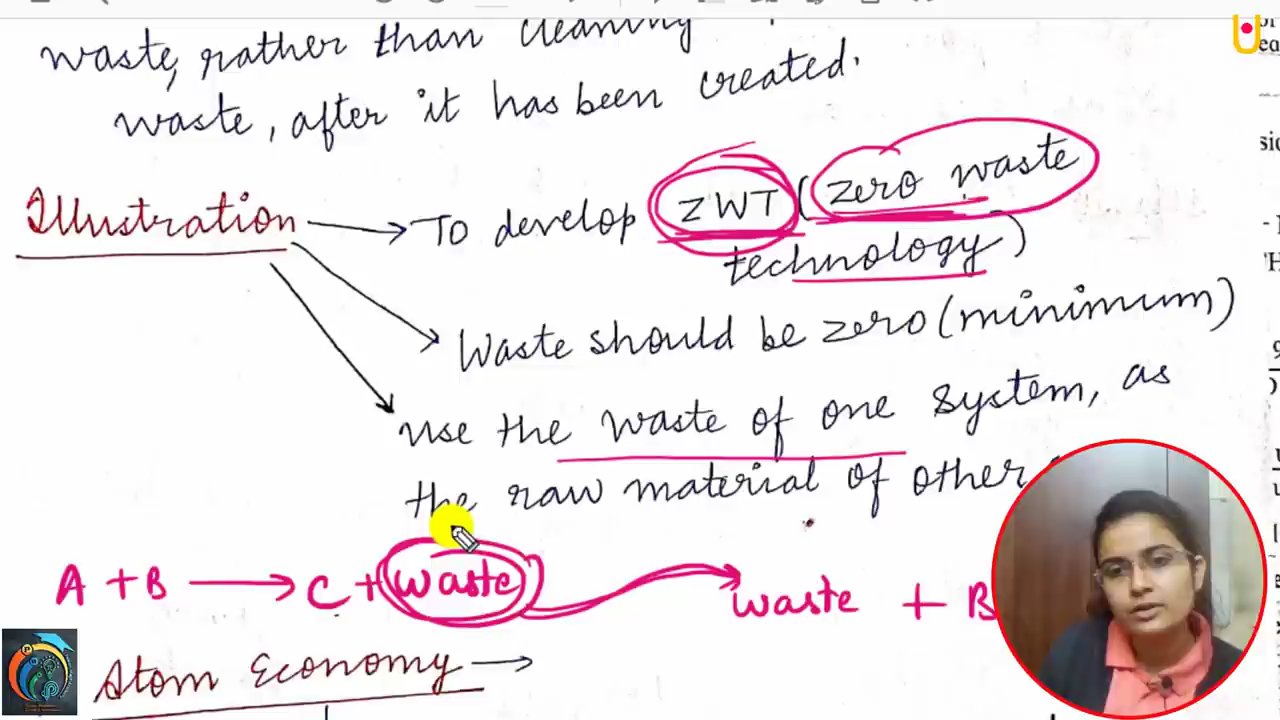 waste, rather than cleaning
waste, after it has been created.
Illustration → To develop ZWT (zero waste
technology)
Waste should be zero (minimum)
Use the waste of one system, as
the raw material of other
A + B → C + waste → waste + B
Atom Economy →